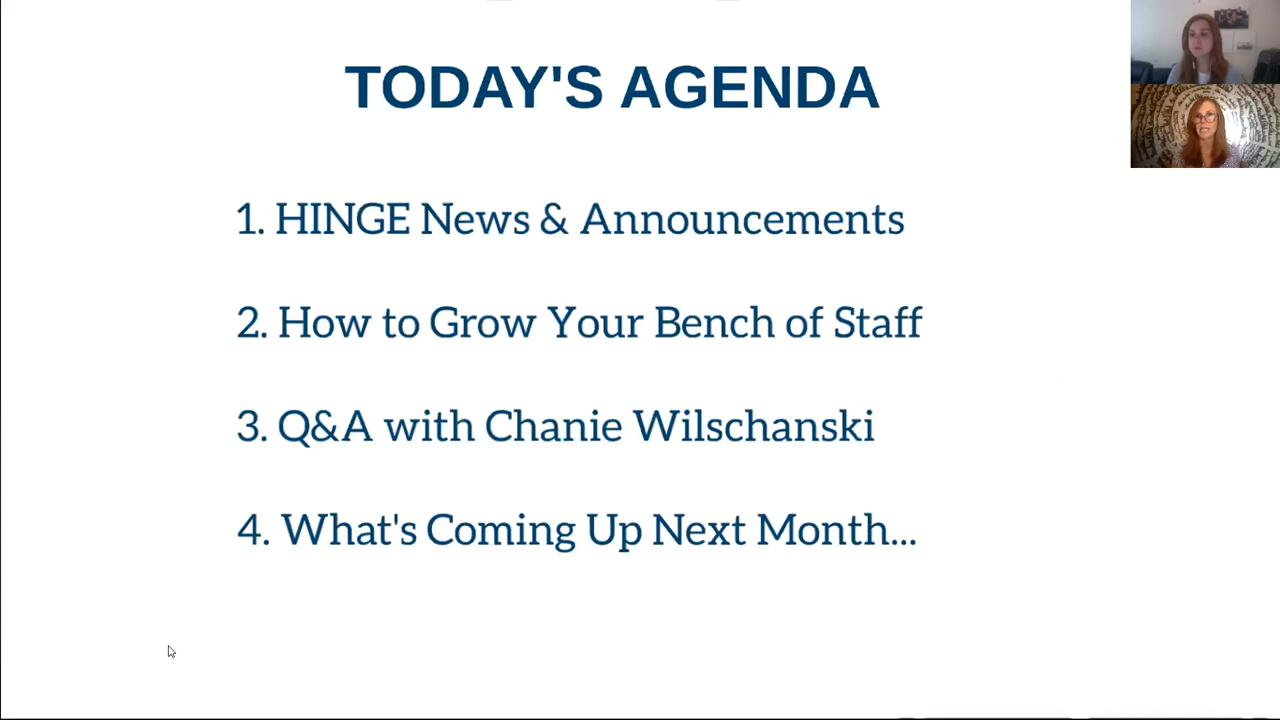 TODAY'S AGENDA
1. HINGE News & Announcements
2. How to Grow Your Bench of Staff
3. Q&A with Chanie Wilschanski
4. What's Coming Up Next Month...